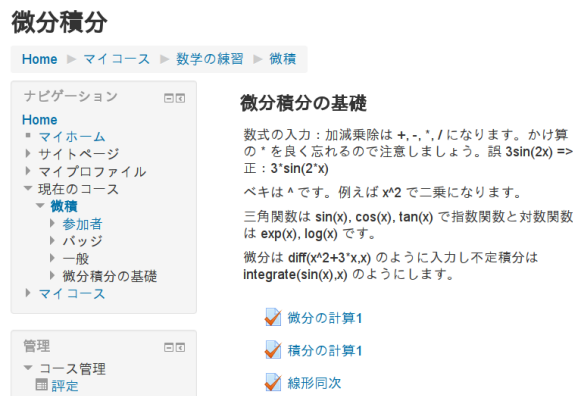 微分積分
Home ▶ マイコース ▶ 数学の練習 ▶ 微積
ナビゲーション
Home
マイホーム
サイトページ
マイプロファイル
現在のコース
微積
参加者
バッジ
一般
微分積分の基礎
マイコース
管理
コース管理
評定
微分積分の基礎
数式の入力：加減乗除は +, -, *, / になります。かけ算
の * を良く忘れるので注意しましょう。誤 3sin(2x) =>
正：3*sin(2*x)
ベキは ^ です。例えば x^2 で二乗になります。
三角関数は sin(x), cos(x), tan(x) で指数関数と対数関数
は exp(x), log(x) です。
微分は diff(x^2+3*x,x) のように入力し不定積分は
integrate(sin(x),x) のようにします。
微分の計算1
積分の計算1
線形同次